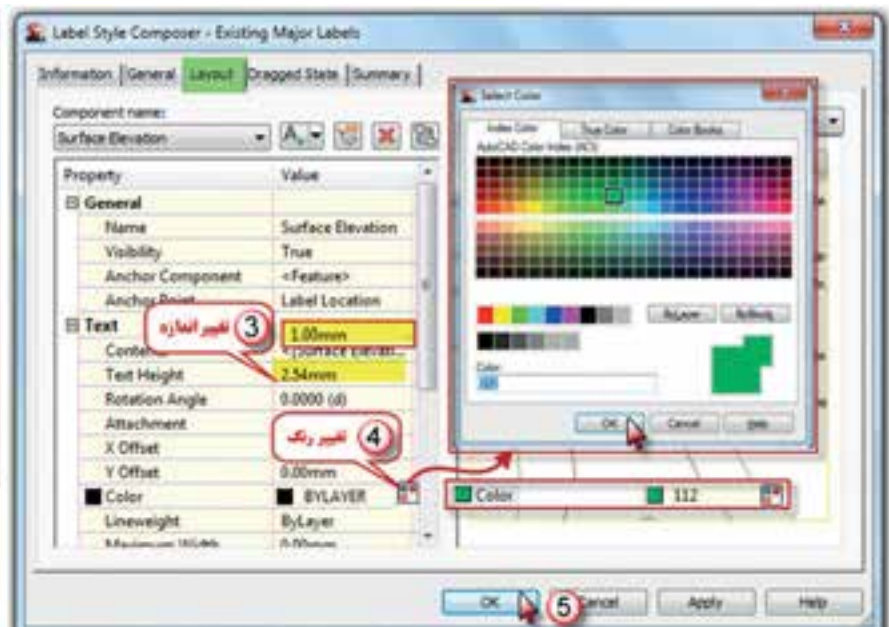 Label Style Composer - Existing Major Labels
Information General Layout Dragged State Summary
Component name:
Surface Elevation
Property Value
General
Name Surface Elevation
Visibility True
Anchor Component <Feature>
Anchor Point Label Location
Text
3 تغییر اندازه
1.00mm
Text Height 2.54mm
Rotation Angle 0.0000 (d)
Attachment
4 تغییر رنگ
X Offset
Y Offset 0.00mm
Color BYLAYER
Lineweight ByLayer
Maximum Width 0.00mm
Select Color
Index Color True Color Color Books
AutoCAD Color Index (ACI):
ByLayer ByBlock
Color:
OK Cancel Help
Color 112
OK 5 Cancel Apply Help